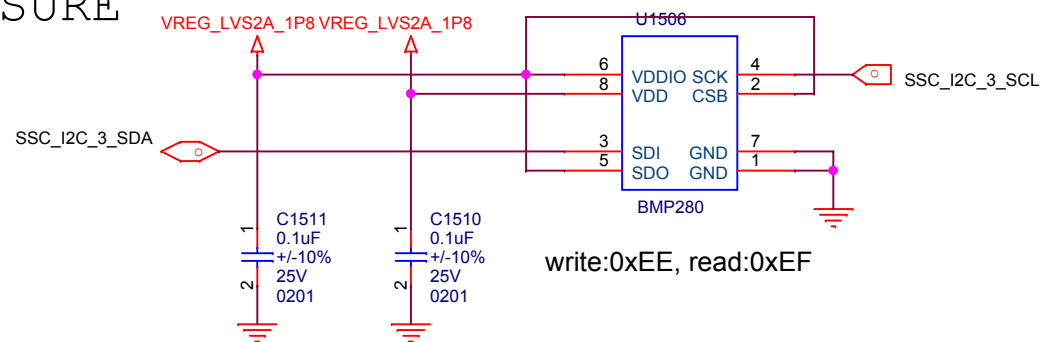 SURE
VREG_LVS2A_1P8 VREG_LVS2A_1P8
U1506
6 VDDIO SCK 4
8 VDD CSB 2
SSC_I2C_3_SCL
SSC_I2C_3_SDA
3 SDI GND 7
5 SDO GND 1
BMP280
1 C1511
0.1uF
+/-10%
25V
2 0201
1 C1510
0.1uF
+/-10%
25V
2 0201
write:0xEE, read:0xEF